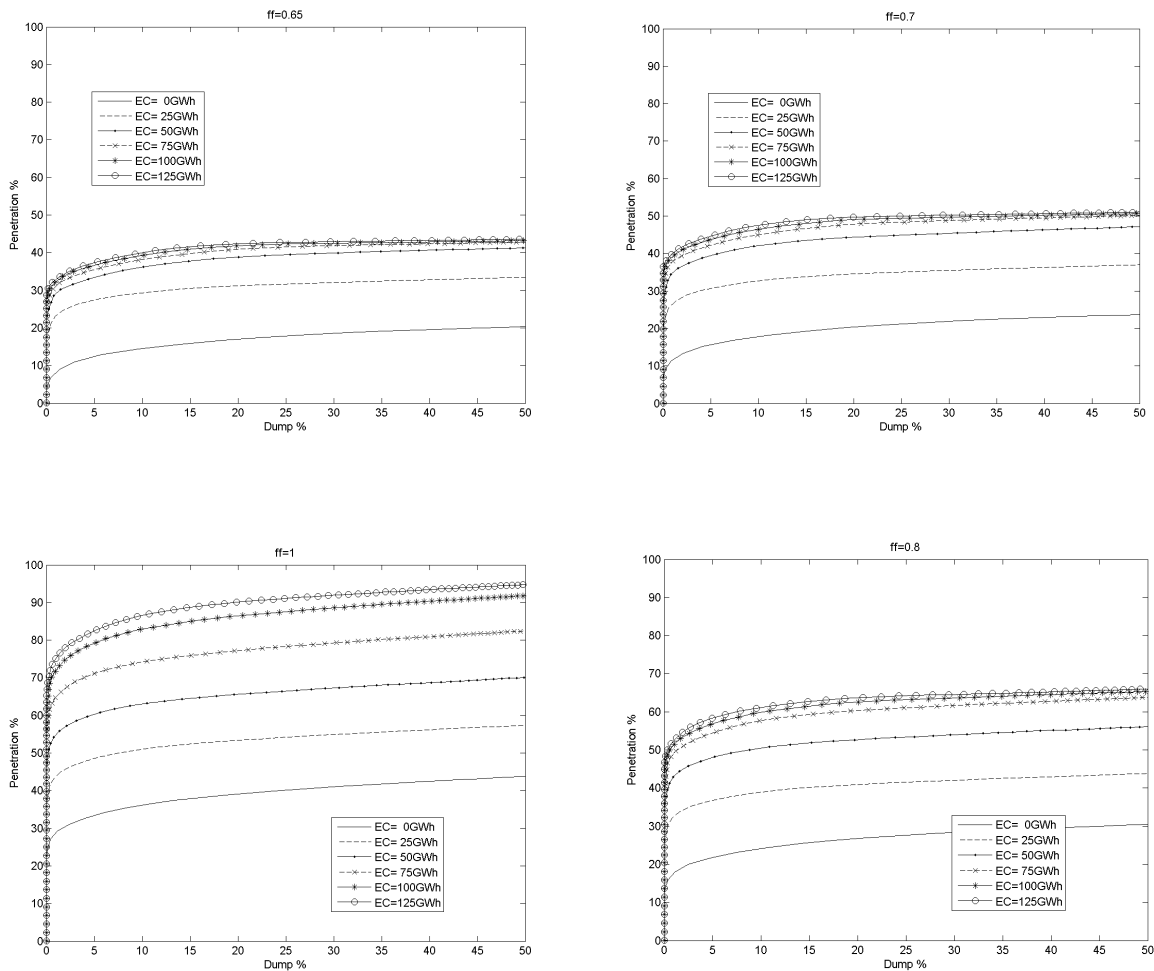 ff=0.65
100
90
80
70
60
50
40
30
20
10
0
Penetration %
EC= 0GWh
EC= 25GWh
EC= 50GWh
EC= 75GWh
EC=100GWh
EC=125GWh
0 5 10 15 20 25 30 35 40 45 50
Dump %
ff=0.7
100
90
80
70
60
50
40
30
20
10
0
Penetration %
EC= 0GWh
EC= 25GWh
EC= 50GWh
EC= 75GWh
EC=100GWh
EC=125GWh
0 5 10 15 20 25 30 35 40 45 50
Dump %
ff=1
100
90
80
70
60
50
40
30
20
10
0
Penetration %
EC= 0GWh
EC= 25GWh
EC= 50GWh
EC= 75GWh
EC=100GWh
EC=125GWh
0 5 10 15 20 25 30 35 40 45 50
Dump %
ff=0.8
100
90
80
70
60
50
40
30
20
10
0
Penetration %
EC= 0GWh
EC= 25GWh
EC= 50GWh
EC= 75GWh
EC=100GWh
EC=125GWh
0 5 10 15 20 25 30 35 40 45 50
Dump %